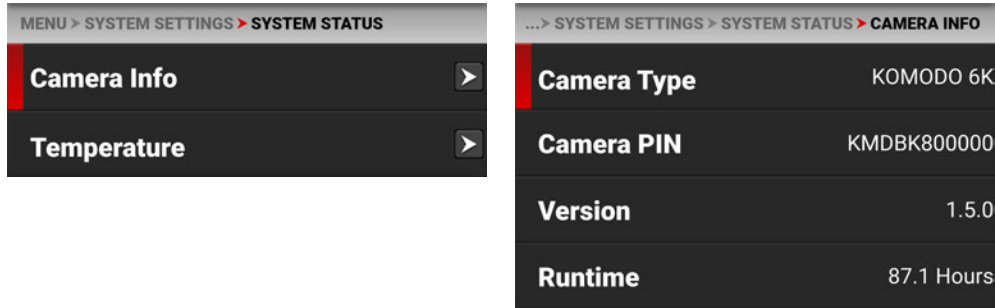 MENU > SYSTEM SETTINGS > SYSTEM STATUS
Camera Info
Temperature
...> SYSTEM SETTINGS > SYSTEM STATUS > CAMERA INFO
Camera Type KOMODO 6K
Camera PIN KMDBK800000
Version 1.5.0
Runtime 87.1 Hours